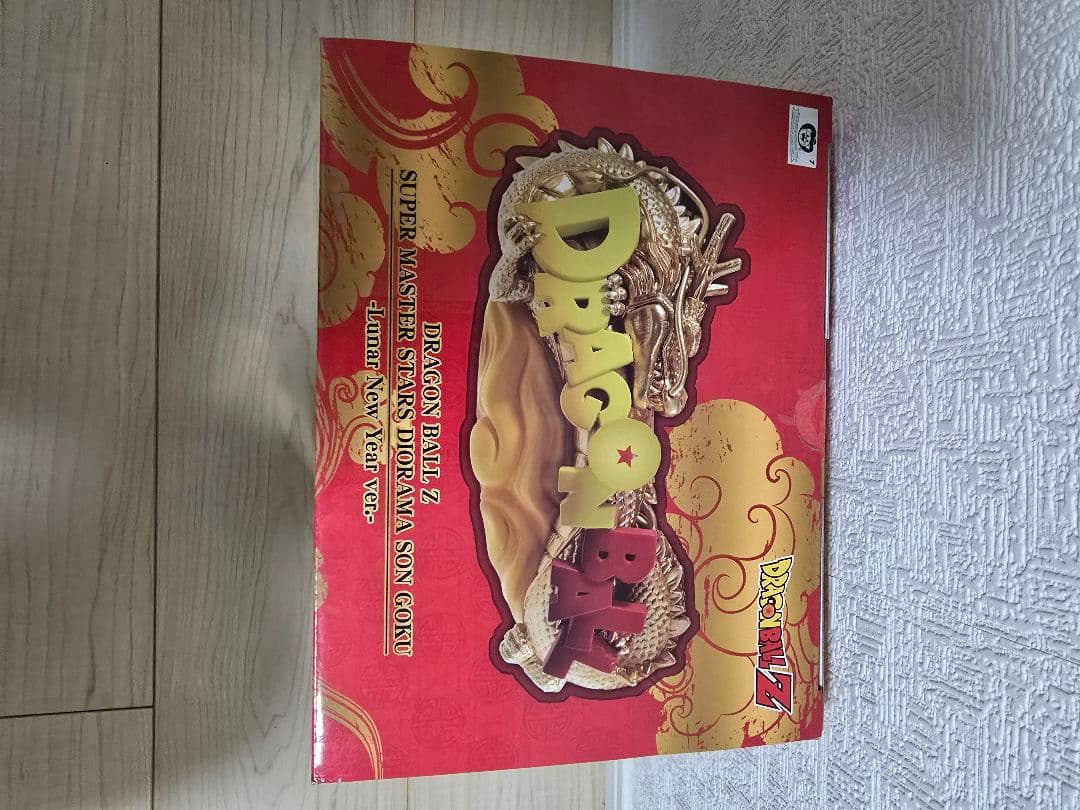 DRAGON BALL Z
DRAGON
BALL
DRAGON BALL Z
SUPER MASTER STARS DIORAMA SON GOKU
-Lunar New Year ver.-